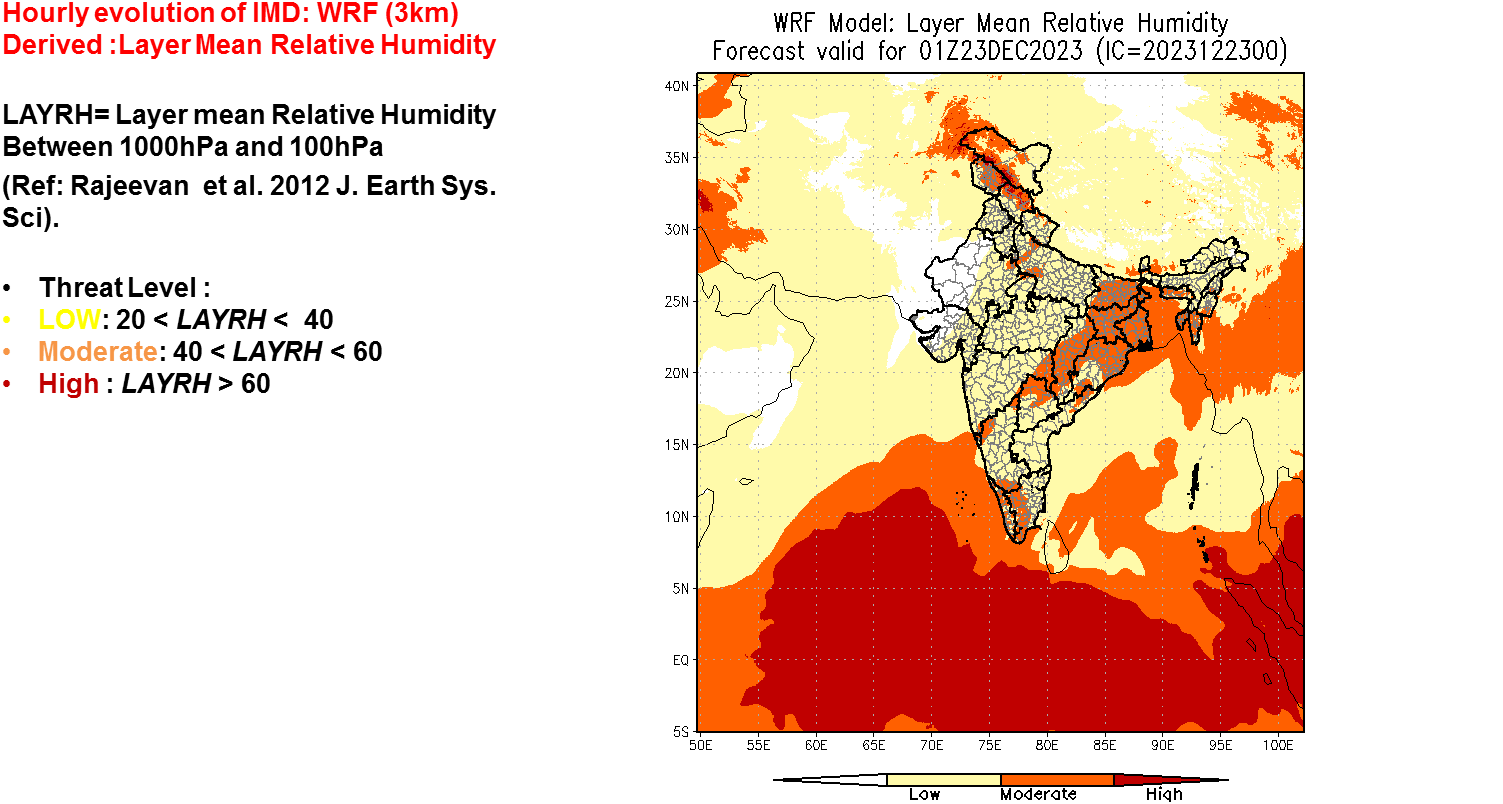 Hourly evolution of IMD: WRF (3km)
Derived :Layer Mean Relative Humidity
LAYRH= Layer mean Relative Humidity
Between 1000hPa and 100hPa
(Ref: Rajeevan et al. 2012 J. Earth Sys.
Sci).
• Threat Level :
• LOW: 20 < LAYRH < 40
• Moderate: 40 < LAYRH < 60
• High : LAYRH > 60
WRF Model: Layer Mean Relative Humidity
Forecast valid for 01Z23DEC2023 (IC=2023122300)
40N
35N
30N
25N
20N
15N
10N
5N
EQ
5S
50E 55E 60E 65E 70E 75E 80E 85E 90E 95E 100E
Low Moderate High